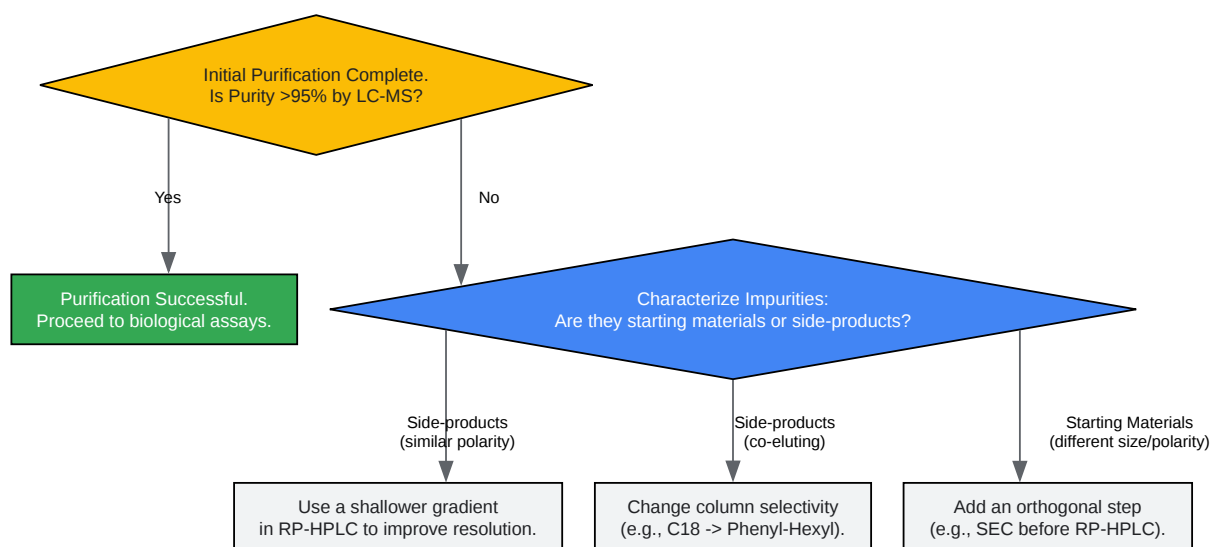 Initial Purification Complete.
Is Purity >95% by LC-MS?
Yes
No
Purification Successful.
Proceed to biological assays.
Characterize Impurities:
Are they starting materials or side-products?
Side-products
(similar polarity)
Side-products
(co-eluting)
Starting Materials
(different size/polarity)
Use a shallower gradient
in RP-HPLC to improve resolution.
Change column selectivity
(e.g., C18 -> Phenyl-Hexyl).
Add an orthogonal step
(e.g., SEC before RP-HPLC).